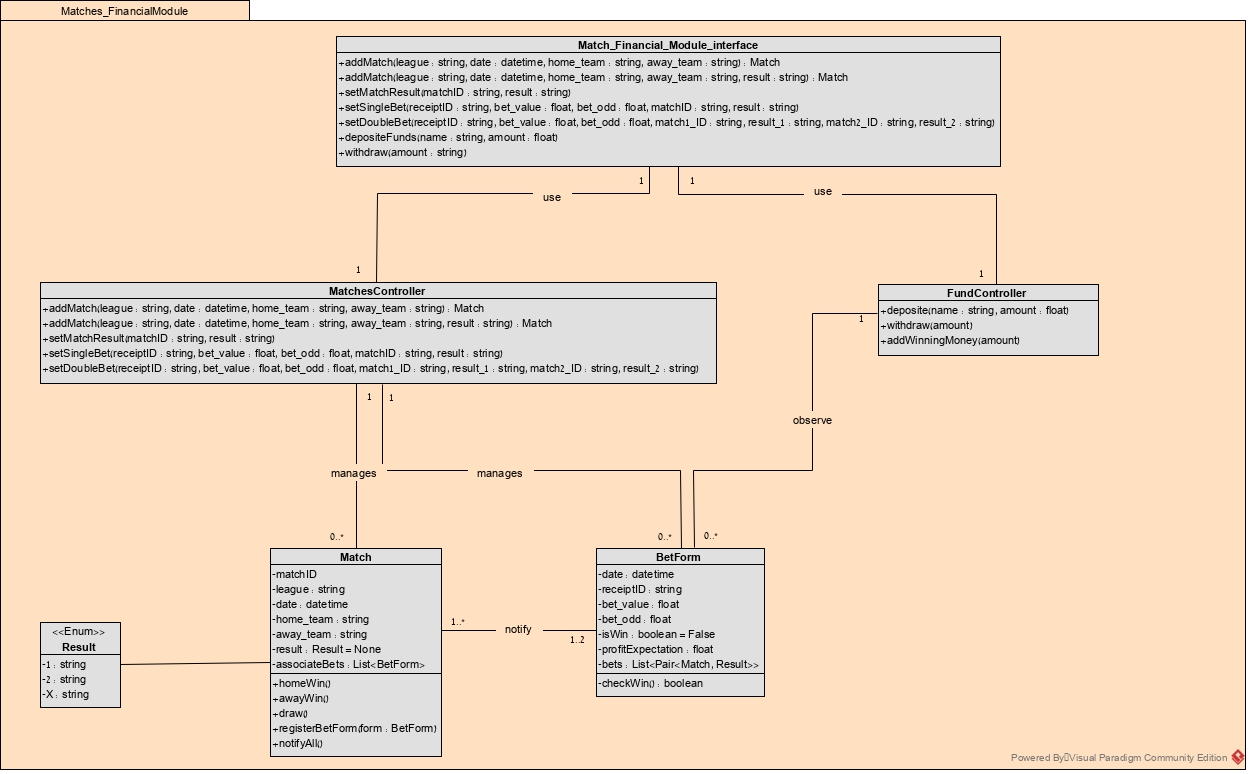 Matches_FinancialModule
Match_Financial_Module_interface
+addMatch(league : string, date : datetime, home_team : string, away_team : string) : Match
+addMatch(league : string, date : datetime, home_team : string, away_team : string, result : string) : Match
+setMatchResult(matchID : string, result : string)
+setSingleBet(receiptID : string, bet_value : float, bet_odd : float, matchID : string, result : string)
+setDoubleBet(receiptID : string, bet_value : float, bet_odd : float, match1_ID : string, result_1 : string, match2_ID : string, result_2 : string)
+depositeFunds(name : string, amount : float)
+withdraw(amount : string)
1
1
use
use
1
1
MatchesController
+addMatch(league : string, date : datetime, home_team : string, away_team : string) : Match
+addMatch(league : string, date : datetime, home_team : string, away_team : string, result : string) : Match
+setMatchResult(matchID : string, result : string)
+setSingleBet(receiptID : string, bet_value : float, bet_odd : float, matchID : string, result : string)
+setDoubleBet(receiptID : string, bet_value : float, bet_odd : float, match1_ID : string, result_1 : string, match2_ID : string, result_2 : string)
FundController
+deposite(name : string, amount : float)
+withdraw(amount)
+addWinningMoney(amount)
1
1
1
observe
manages
manages
0..*
0..*
0..*
Match
-matchID
-league : string
-date : datetime
-home_team : string
-away_team : string
-result : Result = None
-associateBets : List<BetForm>
+homeWin()
+awayWin()
+draw()
+registerBetForm(form : BetForm)
+notifyAll()
1..*
notify
1..2
BetForm
-date : datetime
-receiptID : string
-bet_value : float
-bet_odd : float
-isWin : boolean = False
-profitExpectation : float
-bets : List<Pair<Match, Result>>
-checkWin() : boolean
<<Enum>>
Result
-1 : string
-2 : string
-X : string
Powered By Visual Paradigm Community Edition